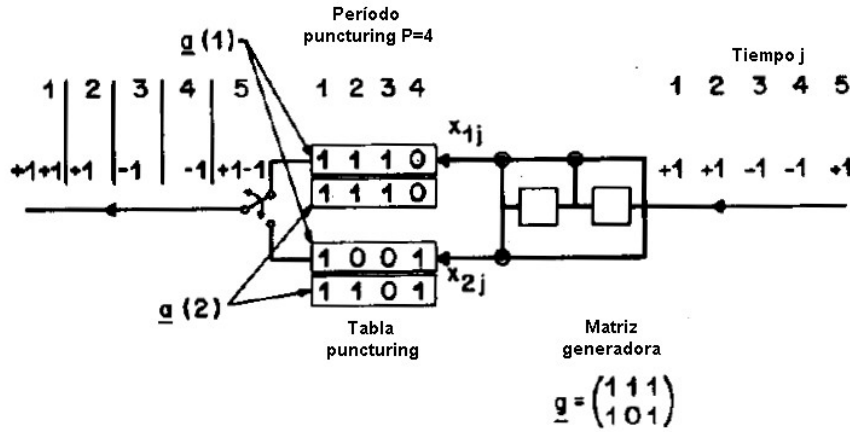 Período
puncturing P=4
a (1)
Tiempo j
1 2 3 4 5
1 2 3 4
1 2 3 4 5
x1j
+1+1 +1 -1 -1 +1-1
1 1 1 0
+1 +1 -1 -1 +1
1 1 1 0
1 0 0 1
x2j
a (2)
1 1 0 1
Tabla
puncturing
Matriz
generadora
g = (1 1 1
1 0 1)